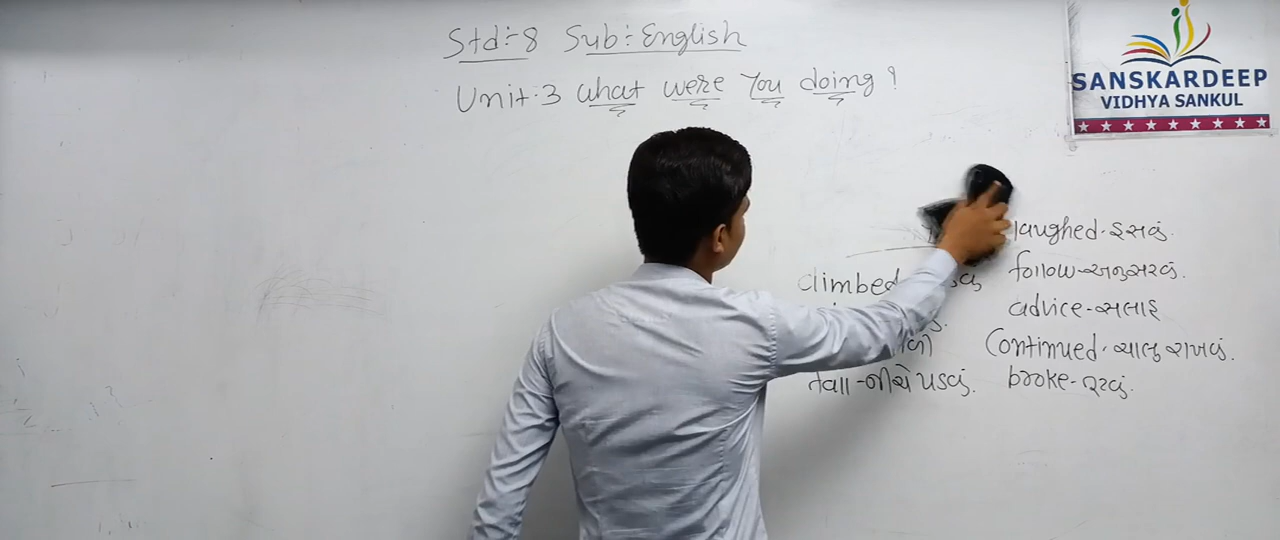 Std:-8 Sub:- English
Unit:3 what were you doing?
SANSKARDEEP
VIDHYA SANKUL
laughed-હસવું.
climbed
follow-અનુસરવું.
advice-સલાહ
Continued-ચાલુ રાખવું.
fall-નીચે પડવું.
broke-તુટવું.